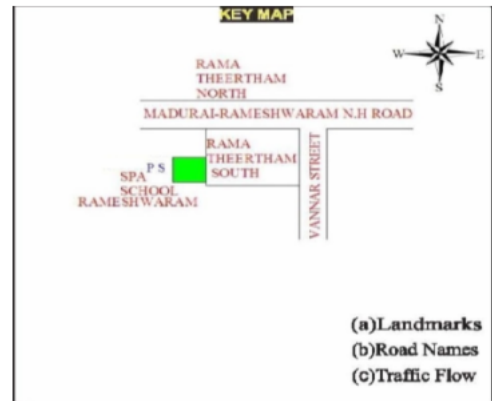 KEY MAP
N
W
E
S
RAMA
THEERTHAM
NORTH
MADURAI-RAMESHWARAM N.H ROAD
RAMA
THEERTHAM
SOUTH
P S
SPA
SCHOOL
RAMESHWARAM
VANNAR STREET
(a)Landmarks
(b)Road Names
(c)Traffic Flow